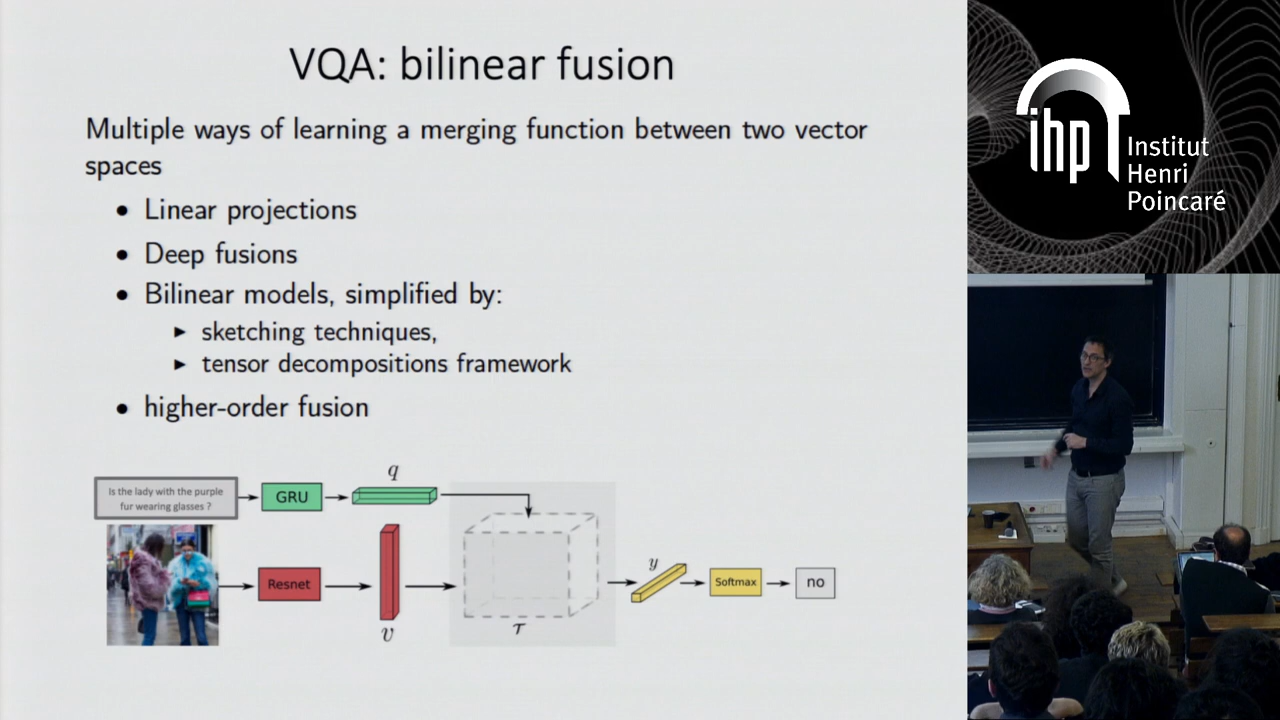 VQA: bilinear fusion
Multiple ways of learning a merging function between two vector
spaces
• Linear projections
• Deep fusions
• Bilinear models, simplified by:
▸ sketching techniques,
▸ tensor decompositions framework
• higher-order fusion
Is the lady with the purple
fur wearing glasses ?
GRU
q
Resnet
v
τ
y
Softmax
no
ihp
Institut
Henri
Poincaré